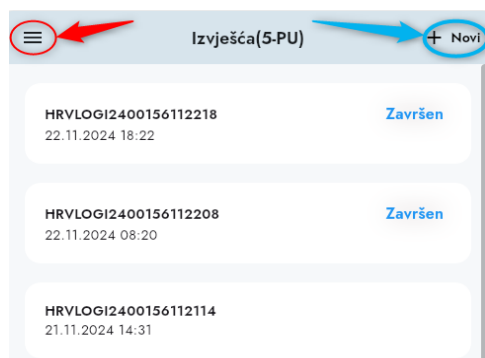 Izvješća(5-PU)
+ Novi
HRVLOGI2400156112218
Završen
22.11.2024 18:22
HRVLOGI2400156112208
Završen
22.11.2024 08:20
HRVLOGI2400156112114
21.11.2024 14:31